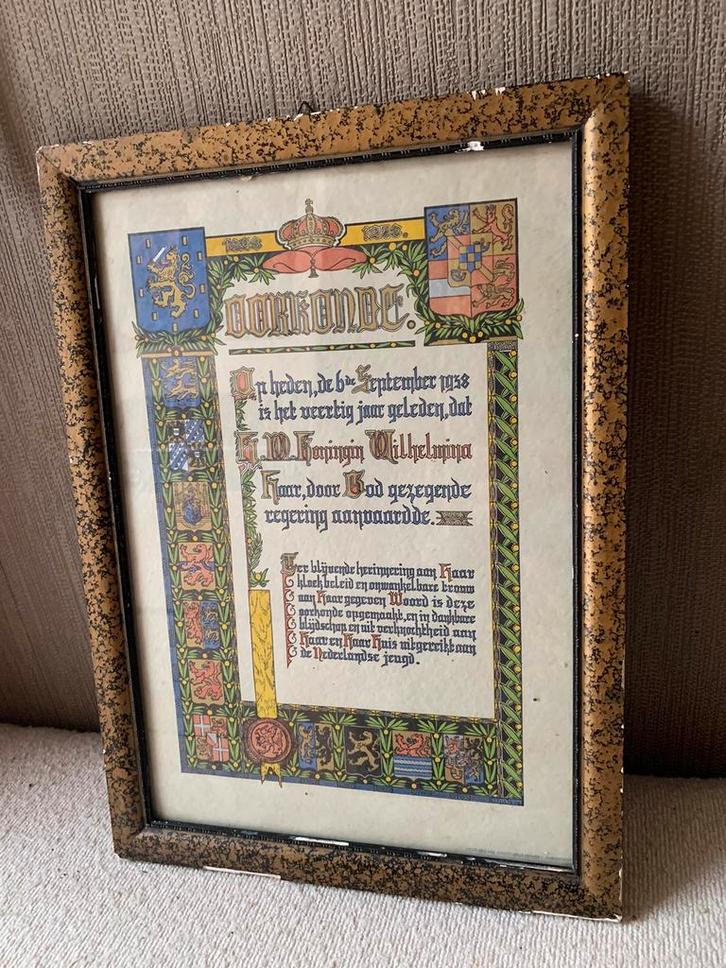 1898 1938.
OORKONDE.
Op heden, de 6de September 1938
is het veertig jaar geleden, dat
H. M. Koningin Wilhelmina
Haar, door God gezegende
regering aanvaardde.
Ter blijvende herinnering aan Haar
kloek beleid en onwankelbare trouw
aan Haar gegeven Woord is deze
oorkonde opgemaakt, en in dankbare
blijdschap en uit verknochtheid aan
Haar en Haar Huis uitgereikt aan
de Nederlandse jeugd.